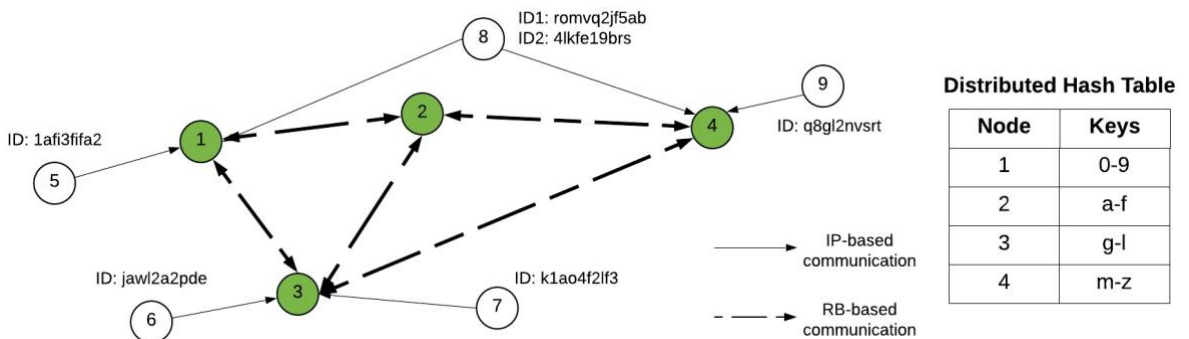 ID1: romvq2jf5ab
ID2: 4lkfe19brs
8
9
ID: q8gl2nvsrt
2
4
1
ID: 1afi3fifa2
5
3
ID: jawl2a2pde
6
ID: k1ao4f2lf3
7
IP-based
communication
RB-based
communication
Distributed Hash Table
Node Keys
1 0-9
2 a-f
3 g-l
4 m-z